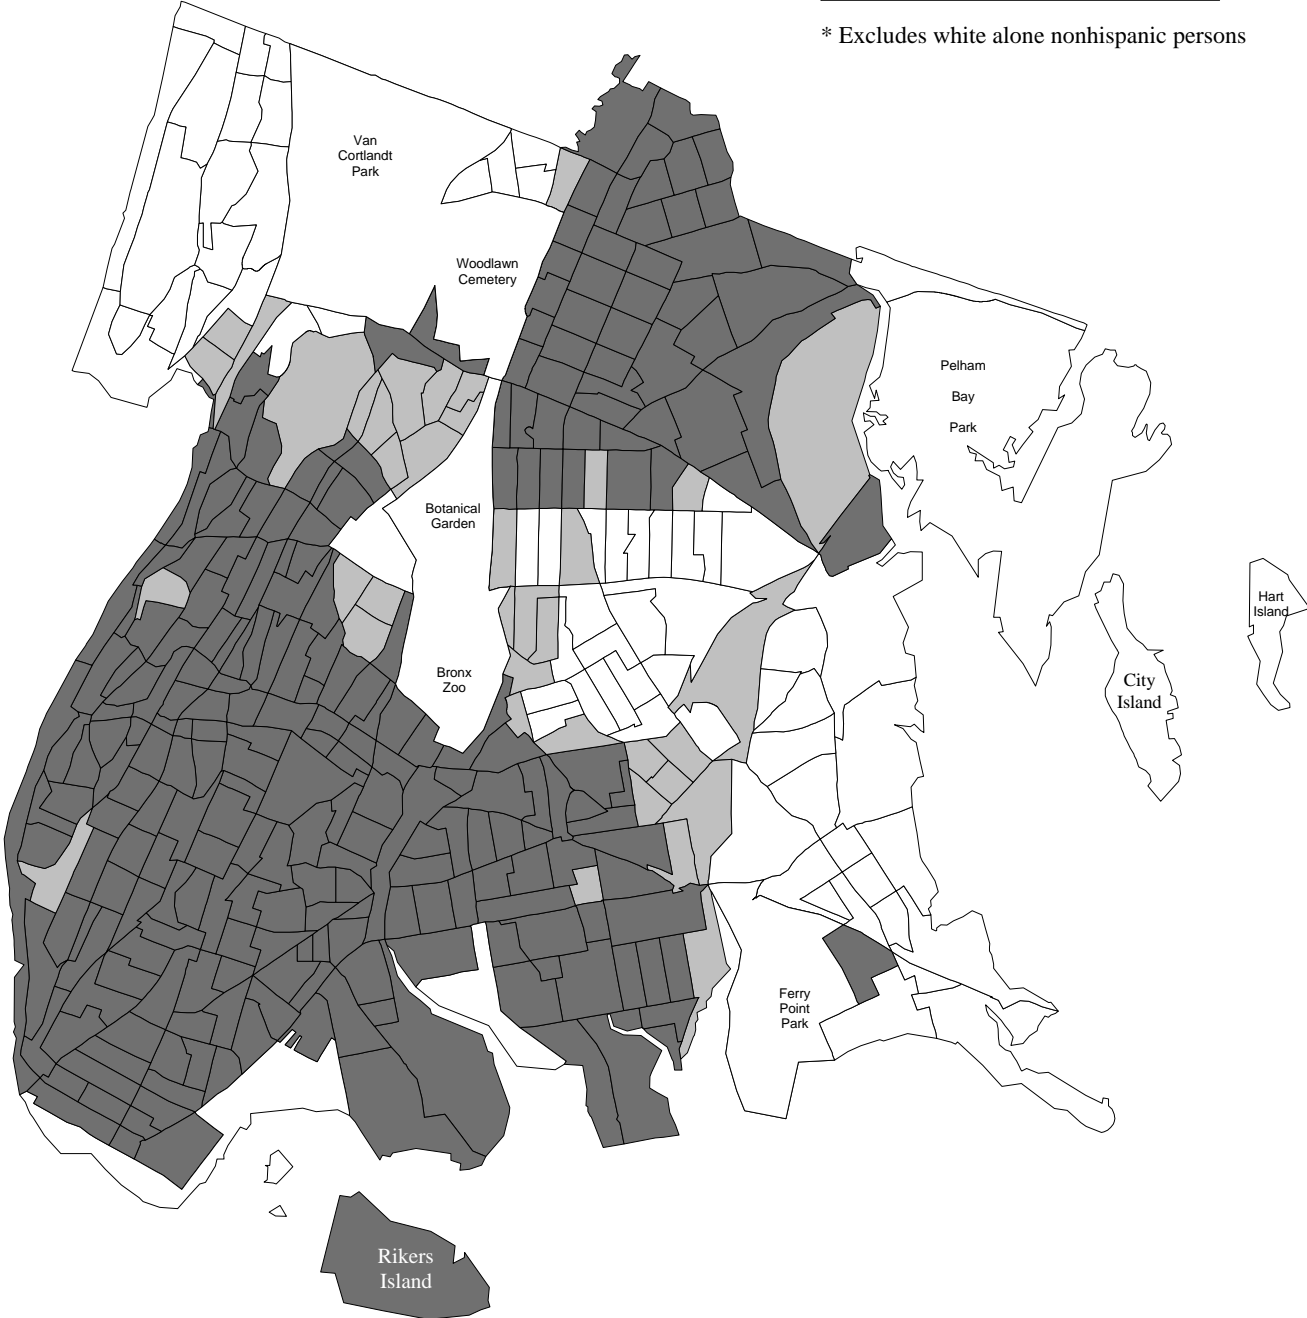 * Excludes white alone nonhispanic persons
Van
Cortlandt
Park
Woodlawn
Cemetery
Pelham
Bay
Park
Botanical
Garden
Hart
Island
Bronx
Zoo
City
Island
Ferry
Point
Park
Rikers
Island